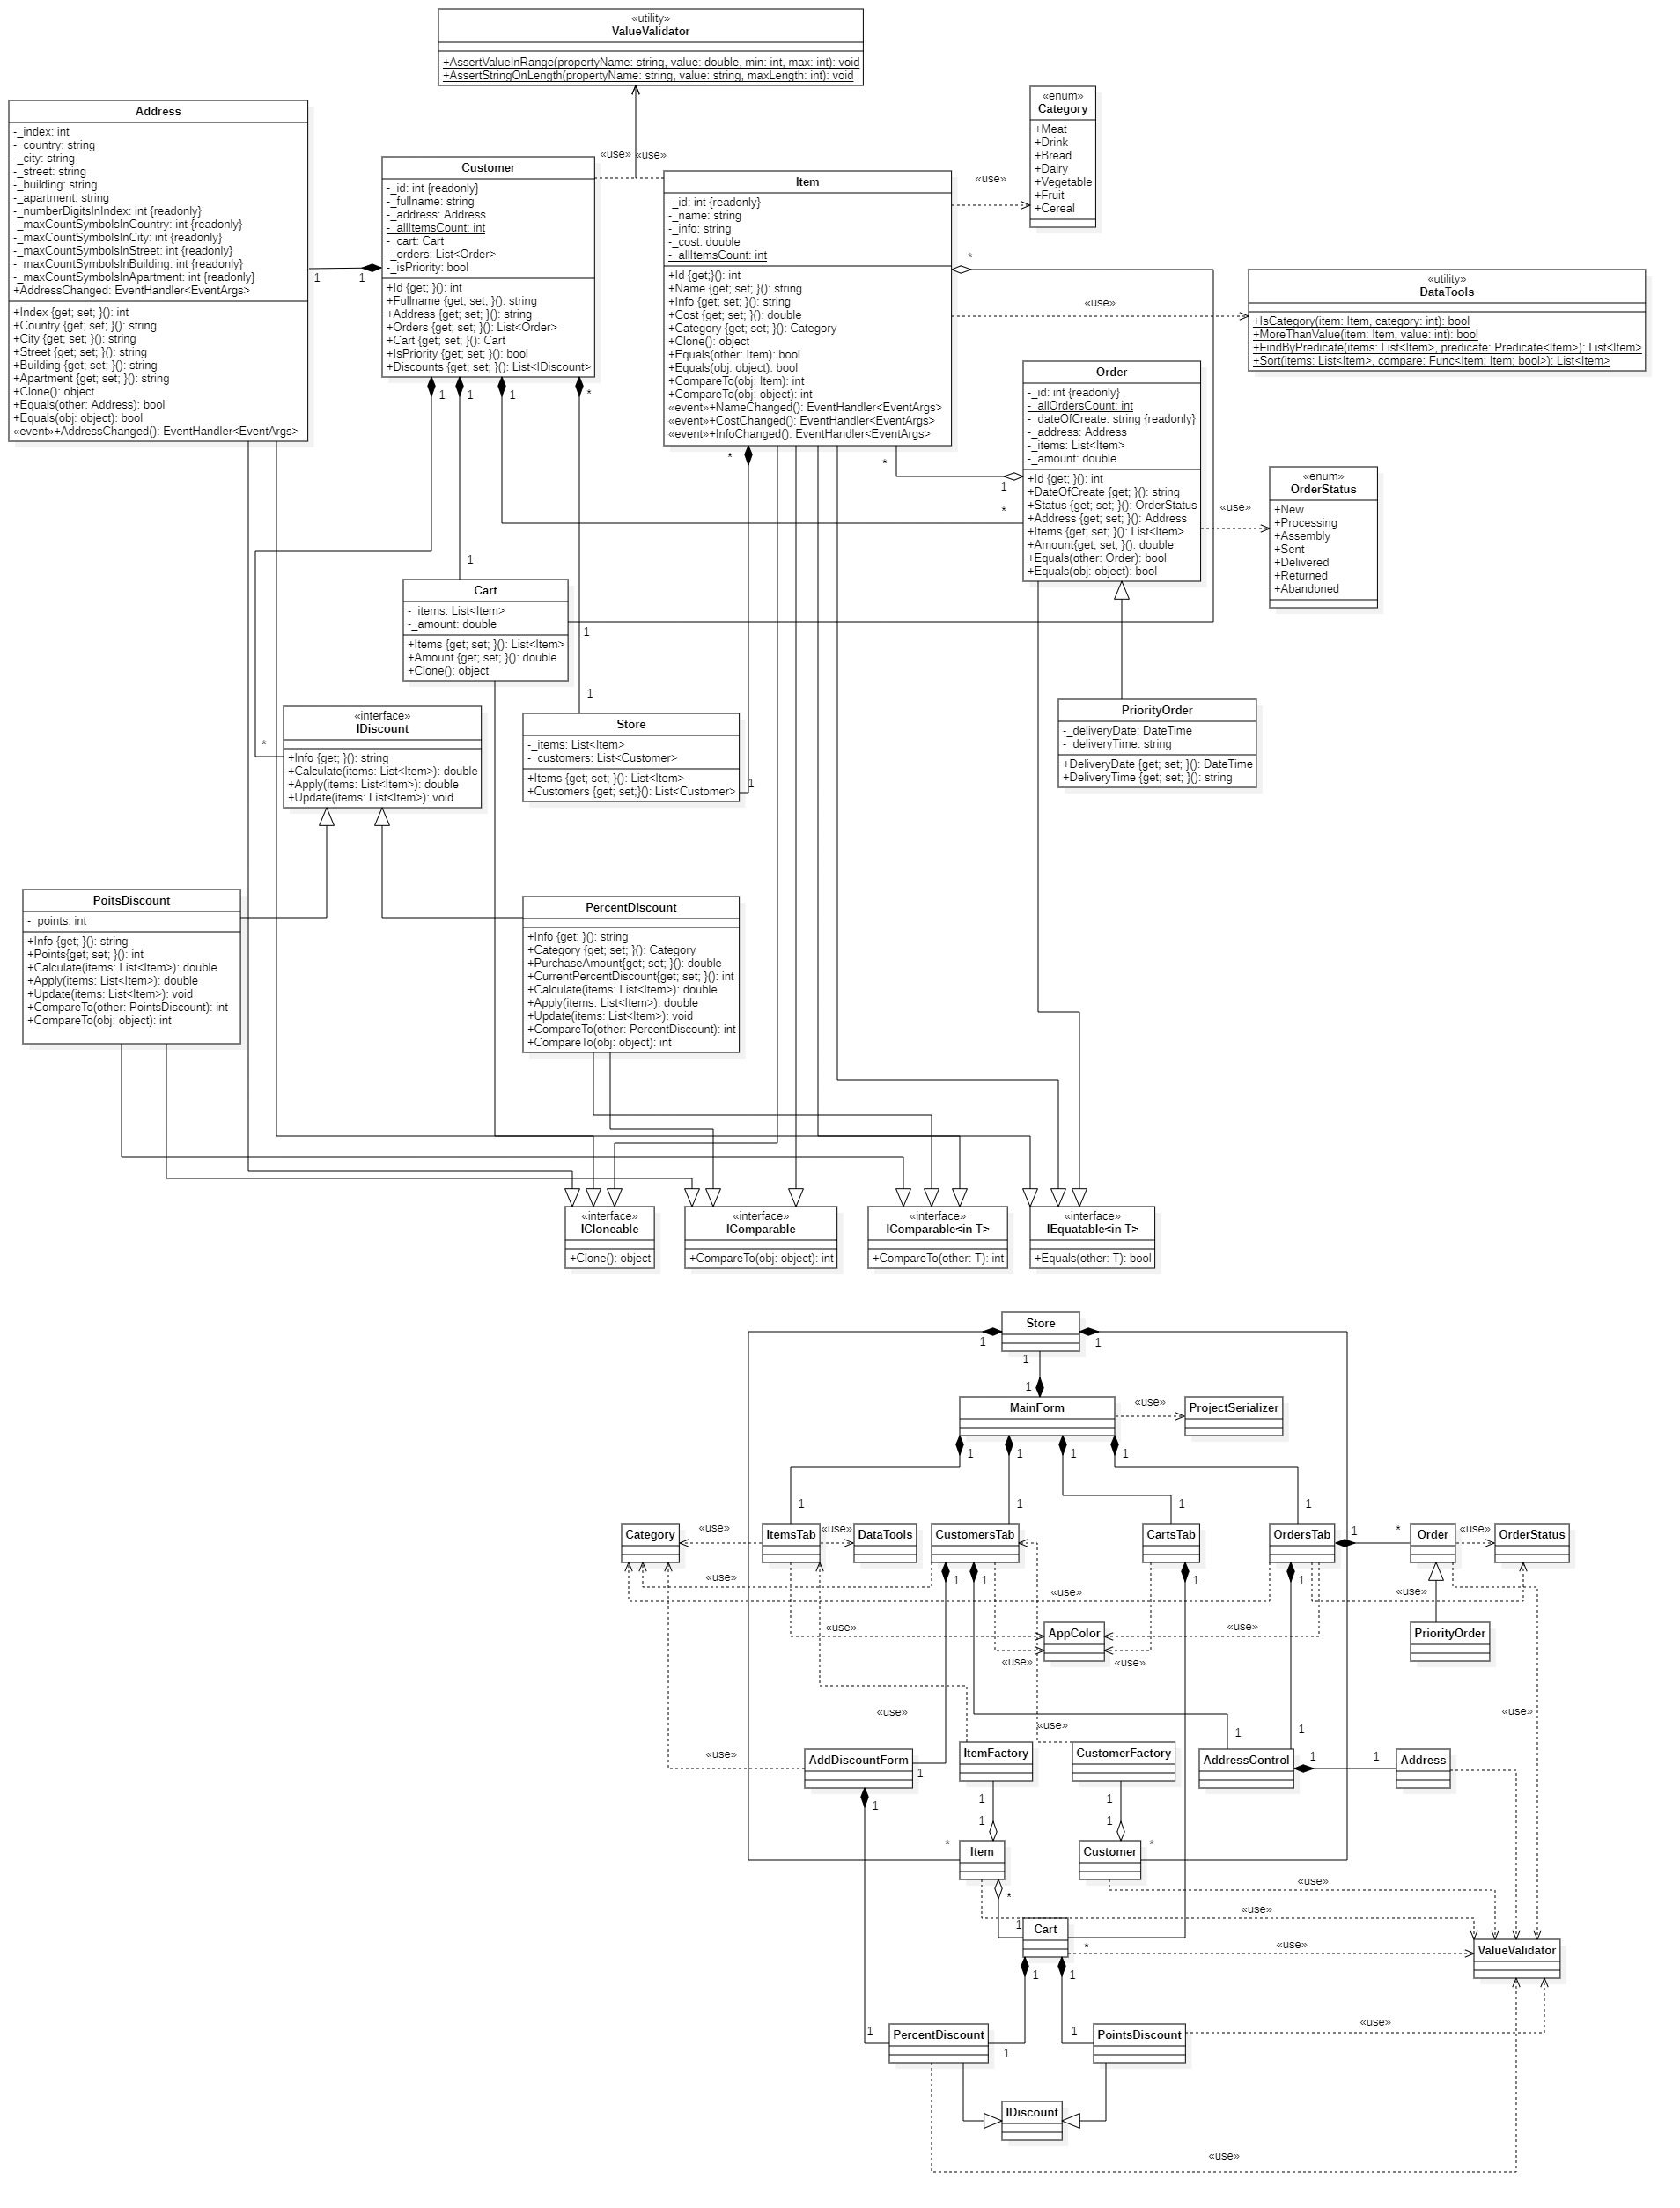 «utility»
ValueValidator
+AssertValueInRange(propertyName: string, value: double, min: int, max: int): void
+AssertStringOnLength(propertyName: string, value: string, maxLength: int): void
«enum»
Category
+Meat
+Drink
+Bread
+Dairy
+Vegetable
+Fruit
+Cereal
Address
-_index: int
-_country: string
-_city: string
-_street: string
-_building: string
-_apartment: string
-_numberDigitsInIndex: int {readonly}
-_maxCountSymbolsInCountry: int {readonly}
-_maxCountSymbolsInCity: int {readonly}
-_maxCountSymbolsInStreet: int {readonly}
-_maxCountSymbolsInBuilding: int {readonly}
-_maxCountSymbolsInApartment: int {readonly}
+AddressChanged: EventHandler<EventArgs>
+Index {get; set; }(): int
+Country {get; set; }(): string
+City {get; set; }(): string
+Street {get; set; }(): string
+Building {get; set; }(): string
+Apartment {get; set; }(): string
+Clone(): object
+Equals(other: Address): bool
+Equals(obj: object): bool
«event»+AddressChanged(): EventHandler<EventArgs>
1
1
Customer
-_id: int {readonly}
-_fullname: string
-_address: Address
-_allItemsCount: int
-_cart: Cart
-_orders: List<Order>
-_isPriority: bool
+Id {get; }(): int
+Fullname {get; set; }(): string
+Address {get; set; }(): string
+Orders {get; set; }(): List<Order>
+Cart {get; set; }(): Cart
+IsPriority {get; set; }(): bool
+Discounts {get; set; }(): List<IDiscount>
«use»
«use»
Item
-_id: int {readonly}
-_name: string
-_info: string
-_cost: double
-_allItemsCount: int
+Id {get;}(): int
+Name {get; set; }(): string
+Info {get; set; }(): string
+Cost {get; set; }(): double
+Category {get; set; }(): Category
+Clone(): object
+Equals(other: Item): bool
+Equals(obj: object): bool
+CompareTo(obj: Item): int
+CompareTo(obj: object): int
«event»+NameChanged(): EventHandler<EventArgs>
«event»+CostChanged(): EventHandler<EventArgs>
«event»+InfoChanged(): EventHandler<EventArgs>
«use»
*
«use»
«utility»
DataTools
+IsCategory(item: Item, category: int): bool
+MoreThanValue(item: Item, value: int): bool
+FindByPredicate(items: List<Item>, predicate: Predicate<Item>): List<Item>
+Sort(items: List<Item>, compare: Func<Item; Item; bool>): List<Item>
Order
-_id: int {readonly}
-_allOrdersCount: int
-_dateOfCreate: string {readonly}
-_address: Address
-_items: List<Item>
-_amount: double
+Id {get; }(): int
+DateOfCreate {get; }(): string
+Status {get; set; }(): OrderStatus
+Address {get; set; }(): Address
+Items {get; set; }(): List<Item>
+Amount{get; set; }(): double
+Equals(other: Order): bool
+Equals(obj: object): bool
«use»
«enum»
OrderStatus
+New
+Processing
+Assembly
+Sent
+Delivered
+Returned
+Abandoned
1
1
1
*
*
*
1
*
1
Cart
-_items: List<Item>
-_amount: double
+Items {get; set; }(): List<Item>
+Amount {get; set; }(): double
+Clone(): object
1
1
*
«interface»
IDiscount
+Info {get; }(): string
+Calculate(items: List<Item>): double
+Apply(items: List<Item>): double
+Update(items: List<Item>): void
Store
-_items: List<Item>
-_customers: List<Customer>
+Items {get; set; }(): List<Item>
+Customers {get; set;}(): List<Customer>
1
PriorityOrder
-_deliveryDate: DateTime
-_deliveryTime: string
+DeliveryDate {get; set; }(): DateTime
+DeliveryTime {get; set; }(): string
PoitsDiscount
-_points: int
+Info {get; }(): string
+Points{get; set; }(): int
+Calculate(items: List<Item>): double
+Apply(items: List<Item>): double
+Update(items: List<Item>): void
+CompareTo(other: PointsDiscount): int
+CompareTo(obj: object): int
PercentDIscount
+Info {get; }(): string
+Category {get; set; }(): Category
+PurchaseAmount{get; set; }(): double
+CurrentPercentDiscount{get; set; }(): int
+Calculate(items: List<Item>): double
+Apply(items: List<Item>): double
+Update(items: List<Item>): void
+CompareTo(other: PercentDiscount): int
+CompareTo(obj: object): int
«interface»
ICloneable
+Clone(): object
«interface»
IComparable
+CompareTo(obj: object): int
«interface»
IComparable<in T>
+CompareTo(other: T): int
«interface»
IEquatable<in T>
+Equals(other: T): bool
Store
1
1
1
1
MainForm
«use»
ProjectSerializer
1
1
1
1
1
1
1
1
Category
«use»
ItemsTab
«use»
DataTools
CustomersTab
CartsTab
OrdersTab
1
*
Order
«use»
OrderStatus
«use»
1
1
1
1
«use»
«use»
«use»
AppColor
«use»
PriorityOrder
«use»
«use»
«use»
«use»
«use»
1
1
«use»
AddDiscountForm
1
ItemFactory
CustomerFactory
AddressControl
1
1
Address
1
1
1
1
1
*
Item
Customer
*
*
«use»
«use»
1
Cart
*
«use»
ValueValidator
1
1
1
PercentDiscount
1
1
PointsDiscount
«use»
IDiscount
«use»